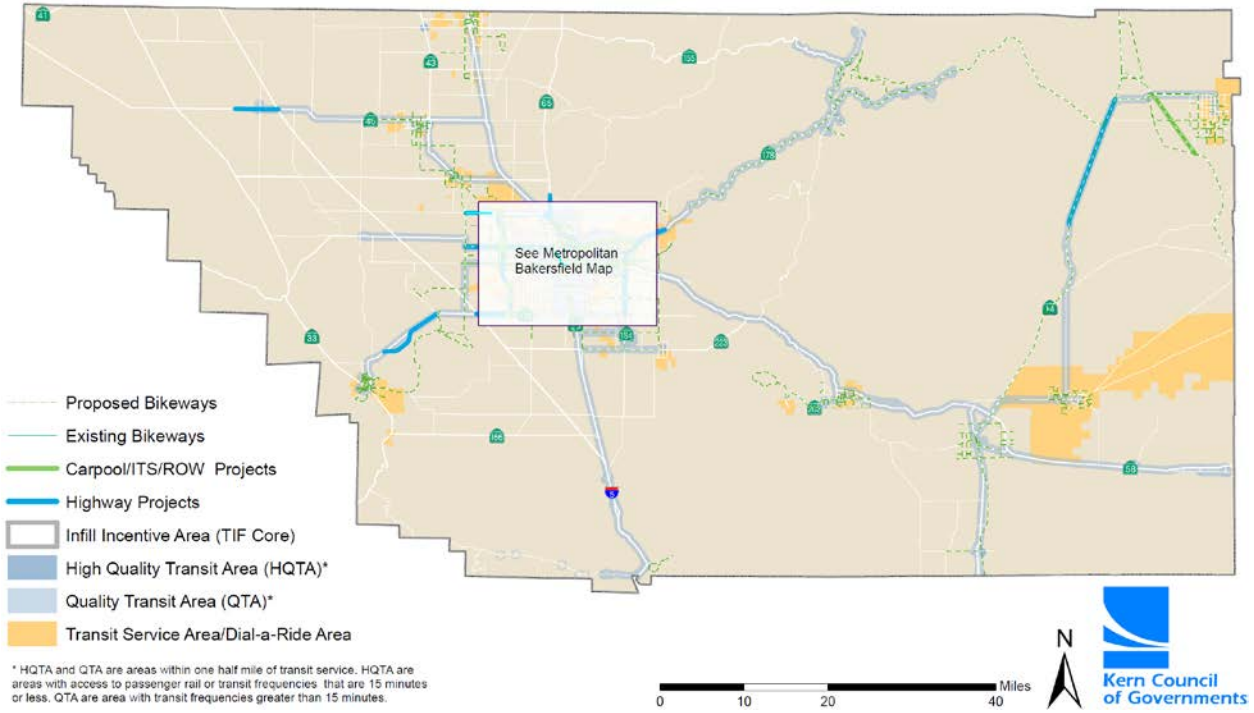 41
43
155
65
46
178
See Metropolitan
Bakersfield Map
14
33
223
166
58
5
Proposed Bikeways
Existing Bikeways
Carpool/ITS/ROW Projects
Highway Projects
Infill Incentive Area (TIF Core)
High Quality Transit Area (HQTA)*
Quality Transit Area (QTA)*
Transit Service Area/Dial-a-Ride Area
* HQTA and QTA are areas within one half mile of transit service. HQTA are
areas with access to passenger rail or transit frequencies that are 15 minutes
or less. QTA are area with transit frequencies greater than 15 minutes.
N
Miles
0 10 20 40
Kern Council
of Governments